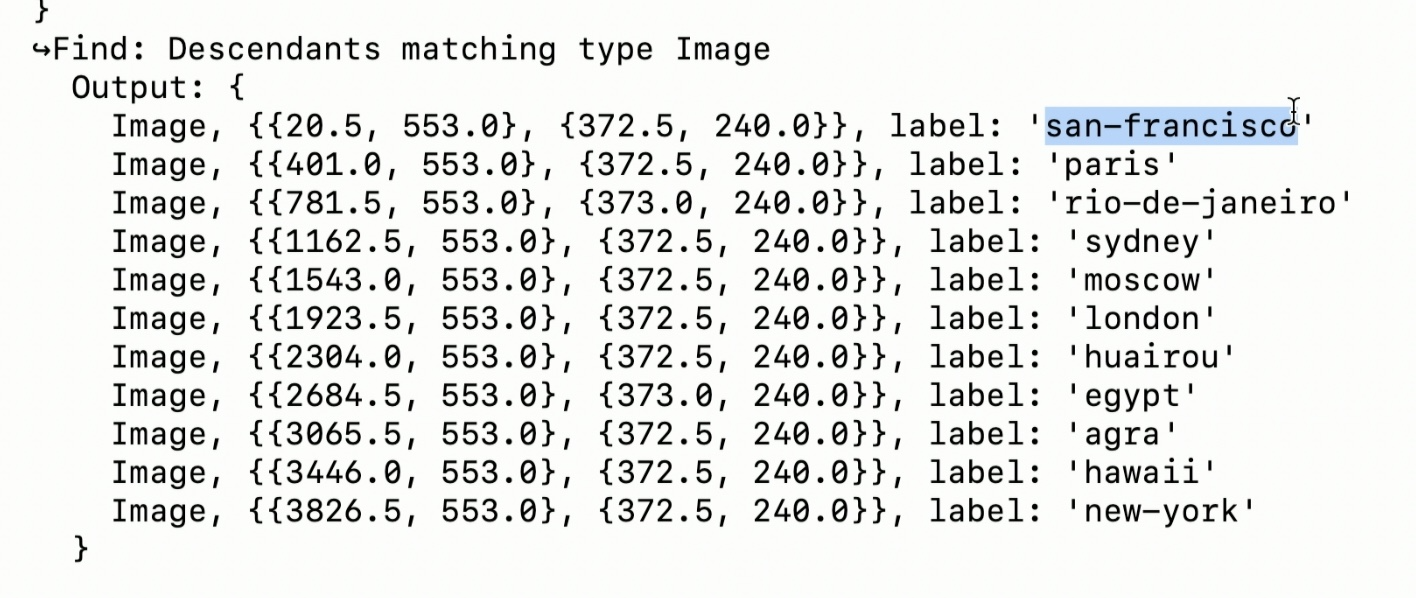 }
↪Find: Descendants matching type Image
Output: {
Image, {{20.5, 553.0}, {372.5, 240.0}}, label: 'san-francisco'
Image, {{401.0, 553.0}, {372.5, 240.0}}, label: 'paris'
Image, {{781.5, 553.0}, {373.0, 240.0}}, label: 'rio-de-janeiro'
Image, {{1162.5, 553.0}, {372.5, 240.0}}, label: 'sydney'
Image, {{1543.0, 553.0}, {372.5, 240.0}}, label: 'moscow'
Image, {{1923.5, 553.0}, {372.5, 240.0}}, label: 'london'
Image, {{2304.0, 553.0}, {372.5, 240.0}}, label: 'huairou'
Image, {{2684.5, 553.0}, {373.0, 240.0}}, label: 'egypt'
Image, {{3065.5, 553.0}, {372.5, 240.0}}, label: 'agra'
Image, {{3446.0, 553.0}, {372.5, 240.0}}, label: 'hawaii'
Image, {{3826.5, 553.0}, {372.5, 240.0}}, label: 'new-york'
}